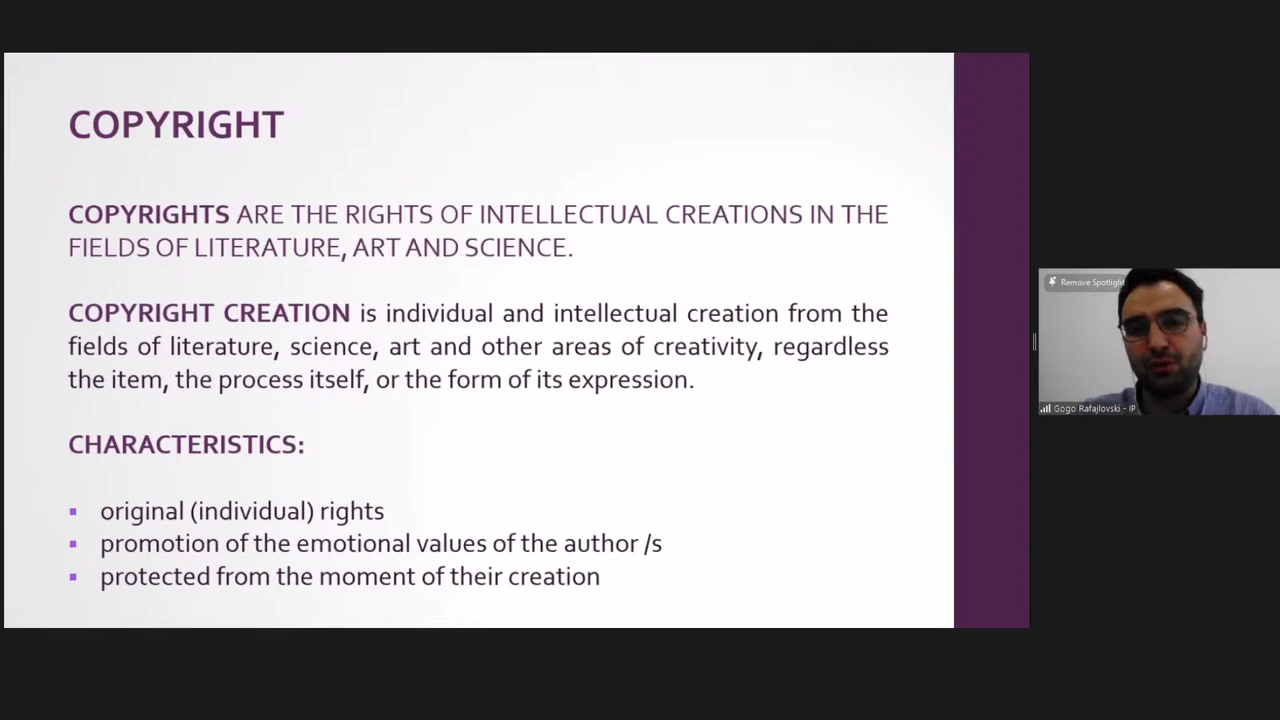 COPYRIGHT
COPYRIGHTS ARE THE RIGHTS OF INTELLECTUAL CREATIONS IN THE
FIELDS OF LITERATURE, ART AND SCIENCE.
COPYRIGHT CREATION is individual and intellectual creation from the
fields of literature, science, art and other areas of creativity, regardless
the item, the process itself, or the form of its expression.
CHARACTERISTICS:
▪ original (individual) rights
▪ promotion of the emotional values of the author /s
▪ protected from the moment of their creation
Remove Spotlight
Gogo Rafajlovski - IP